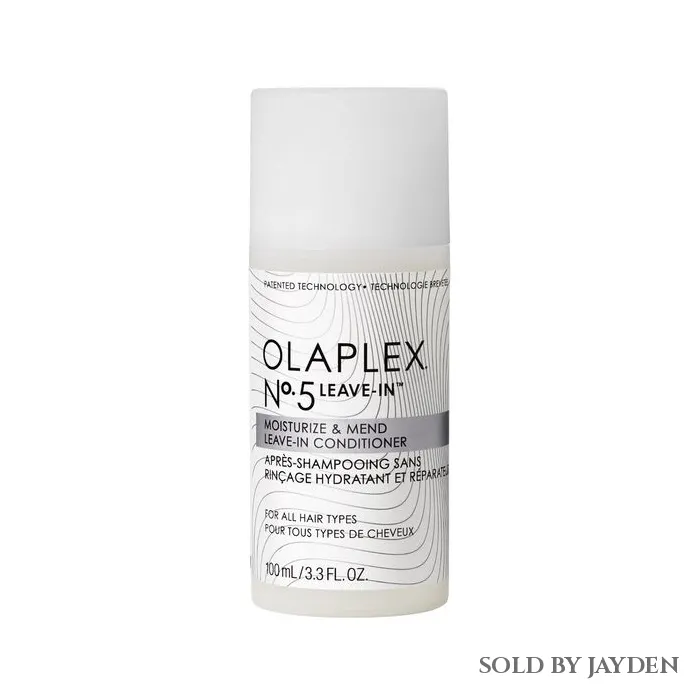 PATENTED TECHNOLOGY • TECHNOLOGIE BREVETÉE
OLAPLEX
Nº.5 LEAVE-IN™
MOISTURIZE & MEND
LEAVE-IN CONDITIONER
APRÈS-SHAMPOOING SANS
RINÇAGE HYDRATANT ET RÉPARATEUR
FOR ALL HAIR TYPES
POUR TOUS TYPES DE CHEVEUX
100 mL/3.3 FL. OZ.
SOLD BY JAYDEN